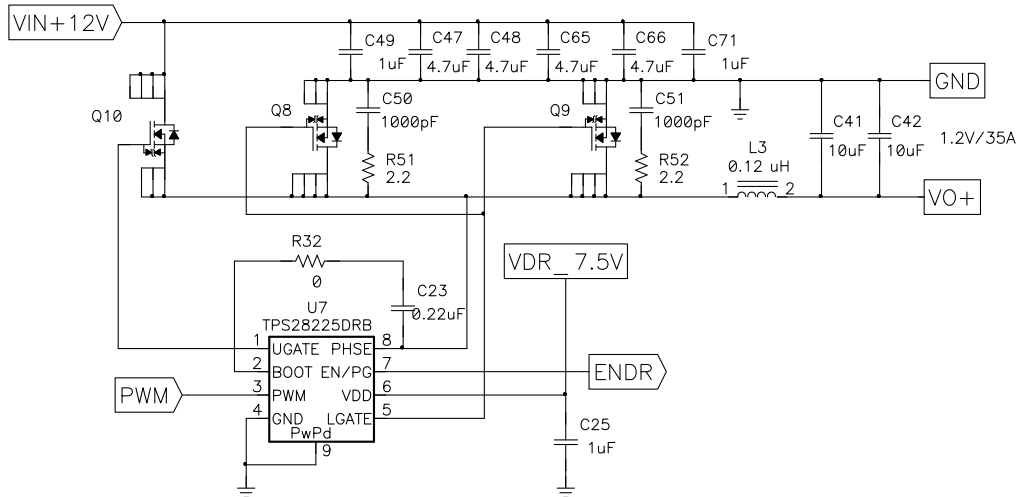 VIN+12V
C49
1uF
C47
4.7uF
C48
4.7uF
C65
4.7uF
C66
4.7uF
C71
1uF
GND
Q10
Q8
C50
1000pF
R51
2.2
Q9
C51
1000pF
R52
2.2
L3
0.12 uH
1
2
C41
10uF
C42
10uF
1.2V/35A
VO+
R32
0
C23
0.22uF
VDR_ 7.5V
U7
TPS28225DRB
1
UGATE
PHSE
8
2
BOOT
EN/PG
7
ENDR
PWM
3
PWM
VDD
6
4
GND
LGATE
5
PwPd
9
C25
1uF